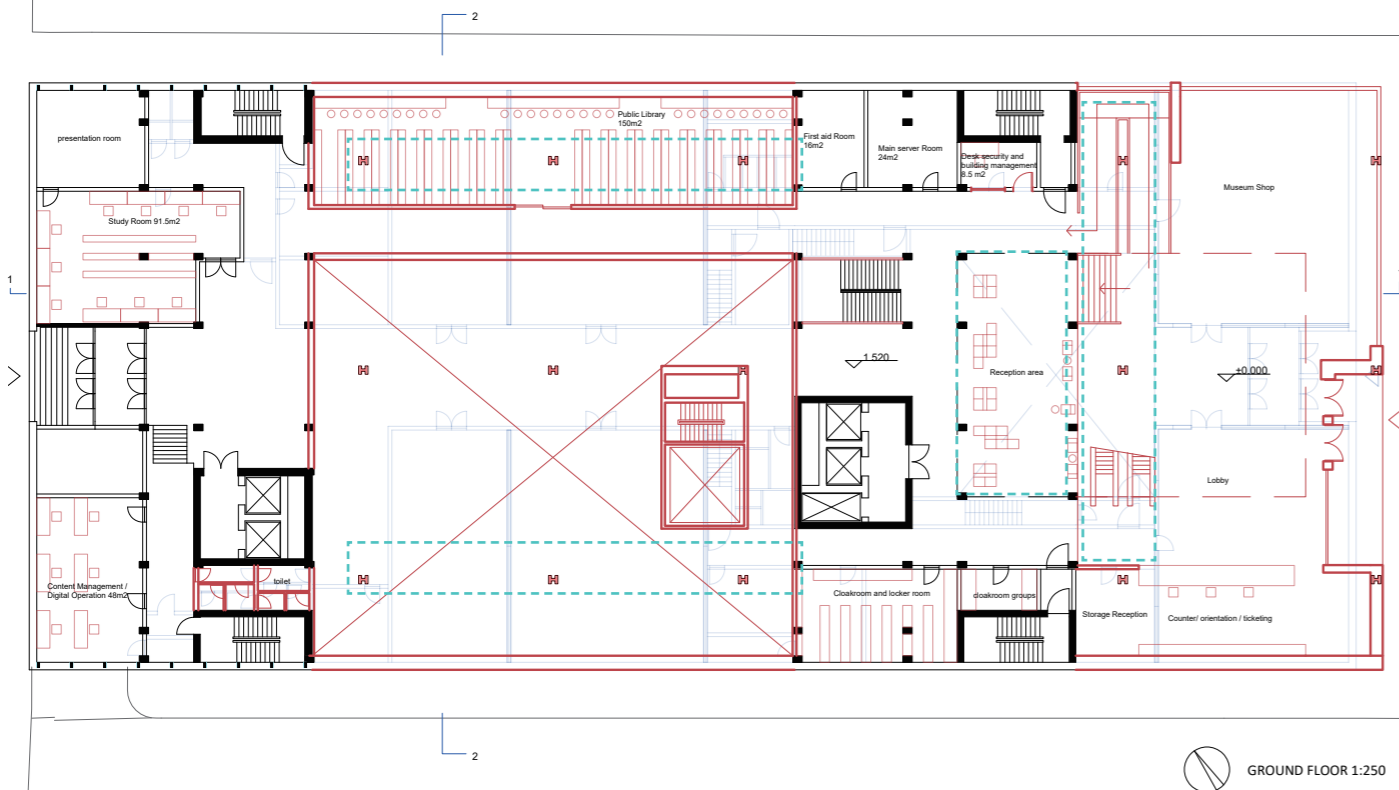 2
presentation room
Public Library
150m2
First aid Room
16m2
Main server Room
24m2
Desk security and
building management
8.5 m2
Museum Shop
Study Room 91.5m2
1
1.520
Reception area
+0.000
Lobby
toilet
Content Management /
Digital Operation 48m2
Cloakroom and locker room
cloakroom groups
Storage Reception
Counter/ orientation / ticketing
2
GROUND FLOOR 1:250